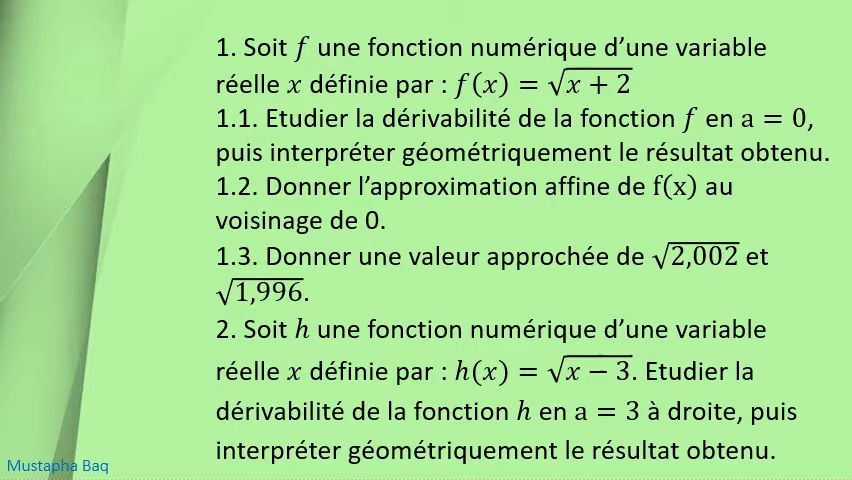 1. Soit 𝑓 une fonction numérique d’une variable
réelle 𝑥 définie par : 𝑓(𝑥) = √(𝑥 + 2)
1.1. Etudier la dérivabilité de la fonction 𝑓 en a = 0,
puis interpréter géométriquement le résultat obtenu.
1.2. Donner l’approximation affine de f(x) au
voisinage de 0.
1.3. Donner une valeur approchée de √2,002 et
√1,996.
2. Soit ℎ une fonction numérique d’une variable
réelle 𝑥 définie par : ℎ(𝑥) = √(𝑥 − 3). Etudier la
dérivabilité de la fonction ℎ en a = 3 à droite, puis
interpréter géométriquement le résultat obtenu.
Mustapha Baq